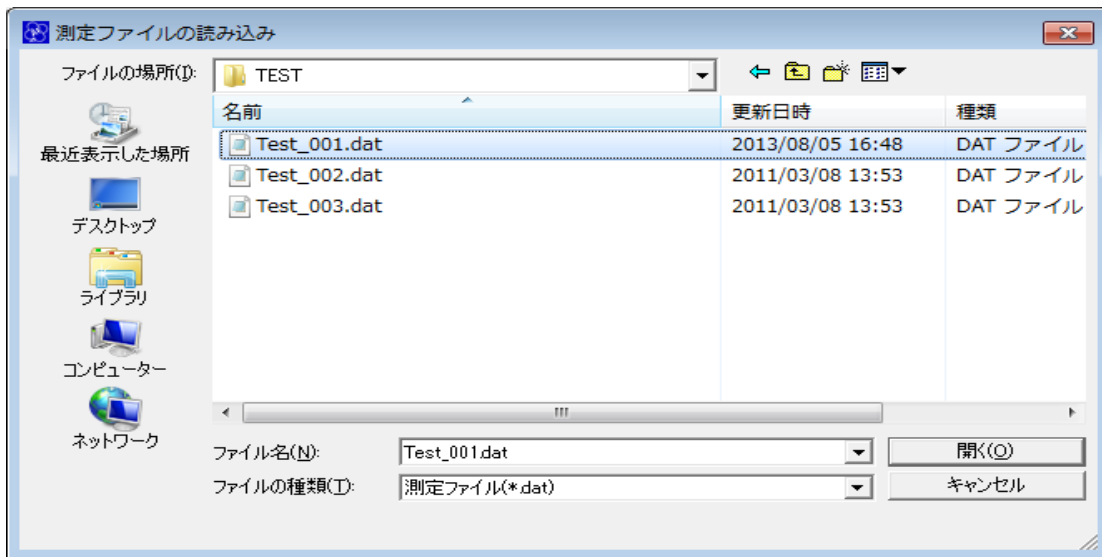 測定ファイルの読み込み
ファイルの場所(I): TEST
名前 更新日時 種類
Test_001.dat 2013/08/05 16:48 DAT ファイル
Test_002.dat 2011/03/08 13:53 DAT ファイル
Test_003.dat 2011/03/08 13:53 DAT ファイル
最近表示した場所
デスクトップ
ライブラリ
コンピューター
ネットワーク
ファイル名(N): Test_001.dat 開く(O)
ファイルの種類(T): 測定ファイル(*.dat) キャンセル